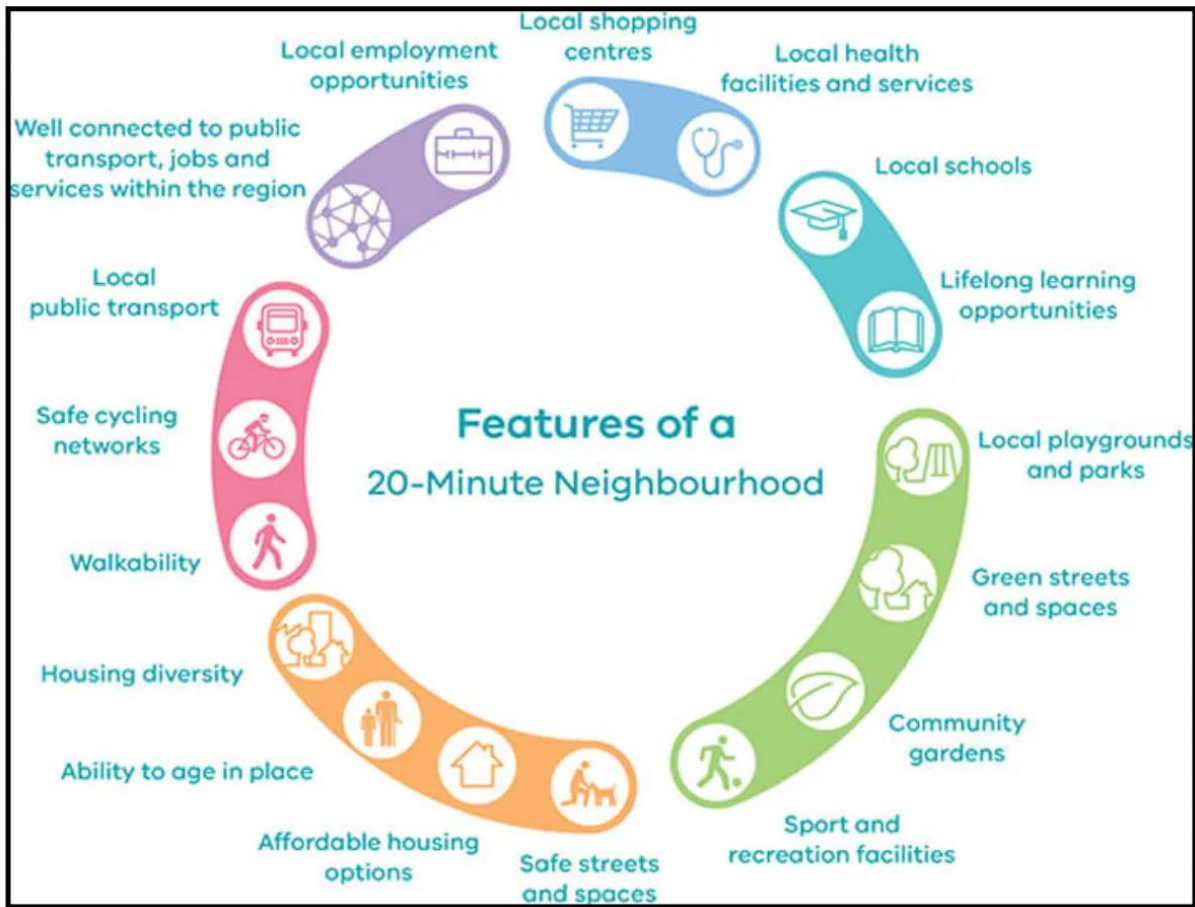 Features of a
20-Minute Neighbourhood
Local shopping
centres
Local health
facilities and services
Local schools
Lifelong learning
opportunities
Local playgrounds
and parks
Green streets
and spaces
Community
gardens
Sport and
recreation facilities
Safe streets
and spaces
Affordable housing
options
Ability to age in place
Housing diversity
Walkability
Safe cycling
networks
Local
public transport
Well connected to public
transport, jobs and
services within the region
Local employment
opportunities